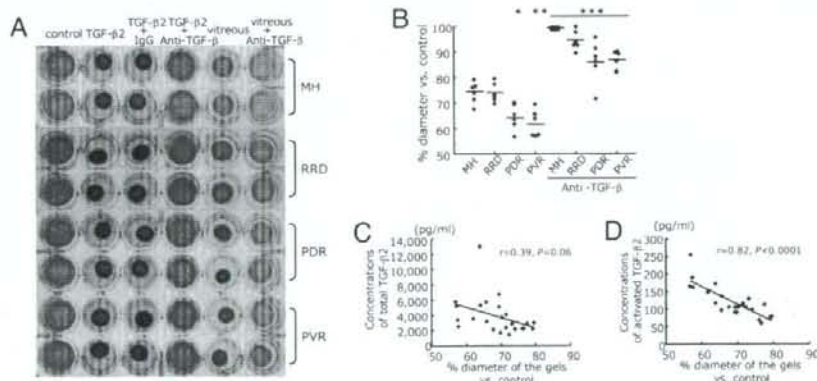 A
control TGF-β2 TGF-β2 + IgG TGF-β2 + Anti-TGF-β vitreous vitreous + Anti-TGF-β
MH
RRD
PDR
PVR
B
% diameter vs. control
* ** ***
100
90
80
70
60
50
MH RRD PDR PVR MH RRD PDR PVR
Anti -TGF-β
C
(pg/ml)
Concentrations of total TGF-β2
14,000
12,000
10,000
8,000
6,000
4,000
2,000
r=0.39, P=0.06
50 60 70 80 90
% diameter of the gels
vs. control
D
(pg/ml)
Concentrations of activated TGF-β2
300
250
200
150
100
50
0
r=0.82, P<0.0001
50 60 70 80 90
% diameter of the gels
vs. control